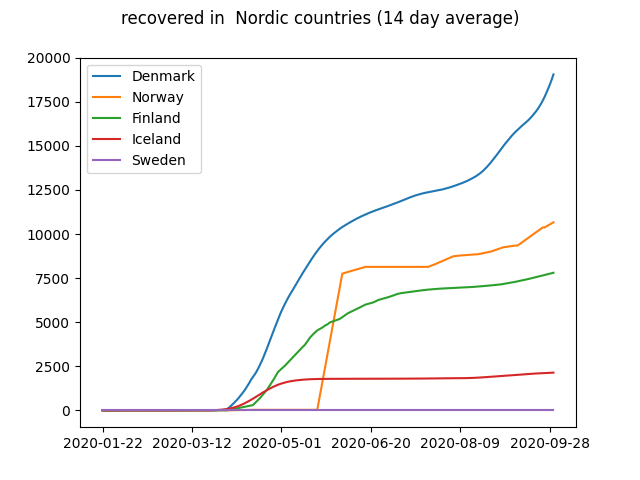 recovered in  Nordic countries (14 day average)
20000
17500
15000
12500
10000
7500
5000
2500
0
Denmark
Norway
Finland
Iceland
Sweden
2020-01-22 2020-03-12 2020-05-01 2020-06-20 2020-08-09 2020-09-28